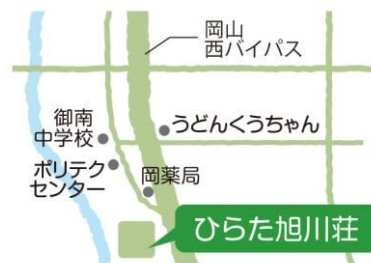 岡山
西バイパス
御南
中学校
うどんくうちゃん
ポリテク
センター
岡薬局
ひらた旭川荘